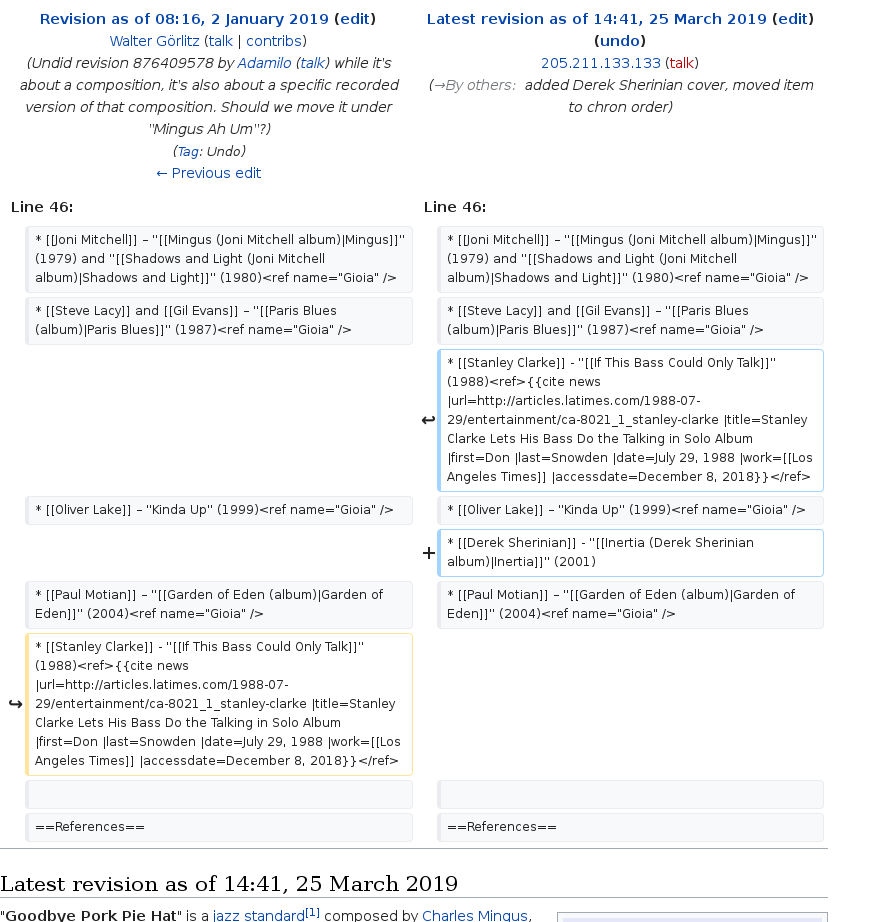 Revision as of 08:16, 2 January 2019 (edit)
Walter Görlitz (talk | contribs)
(Undid revision 876409578 by Adamilo (talk) while it's
about a composition, it's also about a specific recorded
version of that composition. Should we move it under
"Mingus Ah Um"?)
(Tag: Undo)
← Previous edit
Latest revision as of 14:41, 25 March 2019 (edit)
(undo)
205.211.133.133 (talk)
(→By others: added Derek Sherinian cover, moved item
to chron order)
Line 46:
Line 46:
* [[Joni Mitchell]] – ''[[Mingus (Joni Mitchell album)|Mingus]]''
(1979) and ''[[Shadows and Light (Joni Mitchell
album)|Shadows and Light]]'' (1980)<ref name="Gioia" />
* [[Joni Mitchell]] – ''[[Mingus (Joni Mitchell album)|Mingus]]''
(1979) and ''[[Shadows and Light (Joni Mitchell
album)|Shadows and Light]]'' (1980)<ref name="Gioia" />
* [[Steve Lacy]] and [[Gil Evans]] – ''[[Paris Blues
(album)|Paris Blues]]'' (1987)<ref name="Gioia" />
* [[Steve Lacy]] and [[Gil Evans]] – ''[[Paris Blues
(album)|Paris Blues]]'' (1987)<ref name="Gioia" />
* [[Stanley Clarke]] - ''[[If This Bass Could Only Talk]]''
(1988)<ref>{{cite news
|url=http://articles.latimes.com/1988-07-
↩ 29/entertainment/ca-8021_1_stanley-clarke |title=Stanley
Clarke Lets His Bass Do the Talking in Solo Album
|first=Don |last=Snowden |date=July 29, 1988 |work=[[Los
Angeles Times]] |accessdate=December 8, 2018}}</ref>
* [[Oliver Lake]] – ''Kinda Up'' (1999)<ref name="Gioia" />
* [[Oliver Lake]] – ''Kinda Up'' (1999)<ref name="Gioia" />
+ * [[Derek Sherinian]] - ''[[Inertia (Derek Sherinian
album)|Inertia]]'' (2001)
* [[Paul Motian]] – ''[[Garden of Eden (album)|Garden of
Eden]]'' (2004)<ref name="Gioia" />
* [[Paul Motian]] – ''[[Garden of Eden (album)|Garden of
Eden]]'' (2004)<ref name="Gioia" />
* [[Stanley Clarke]] - ''[[If This Bass Could Only Talk]]''
(1988)<ref>{{cite news
|url=http://articles.latimes.com/1988-07-
↪ 29/entertainment/ca-8021_1_stanley-clarke |title=Stanley
Clarke Lets His Bass Do the Talking in Solo Album
|first=Don |last=Snowden |date=July 29, 1988 |work=[[Los
Angeles Times]] |accessdate=December 8, 2018}}</ref>
==References==
==References==
Latest revision as of 14:41, 25 March 2019
"Goodbye Pork Pie Hat" is a jazz standard[1] composed by Charles Mingus,